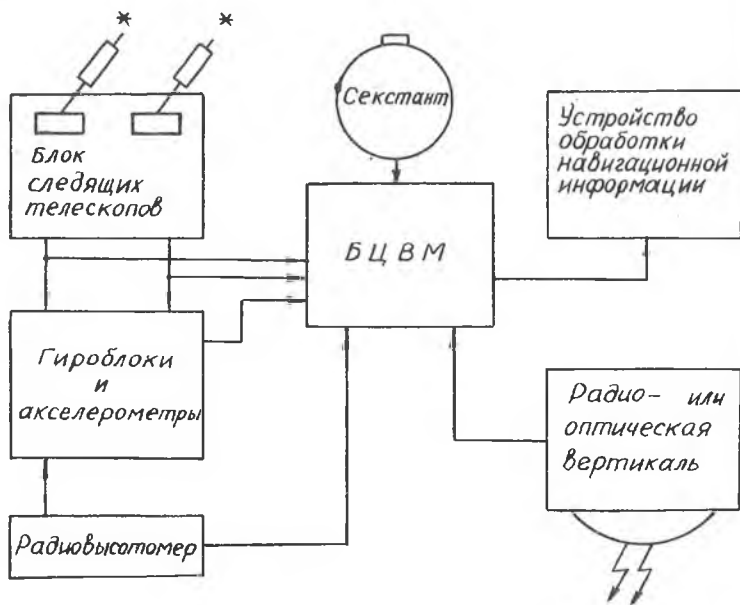 Секстант
Блок
следящих
телескопов
Устройство
обработки
навигационной
информации
БЦВМ
Гироблоки
и
акселерометры
Радио- или
оптическая
вертикаль
Радиовысотомер